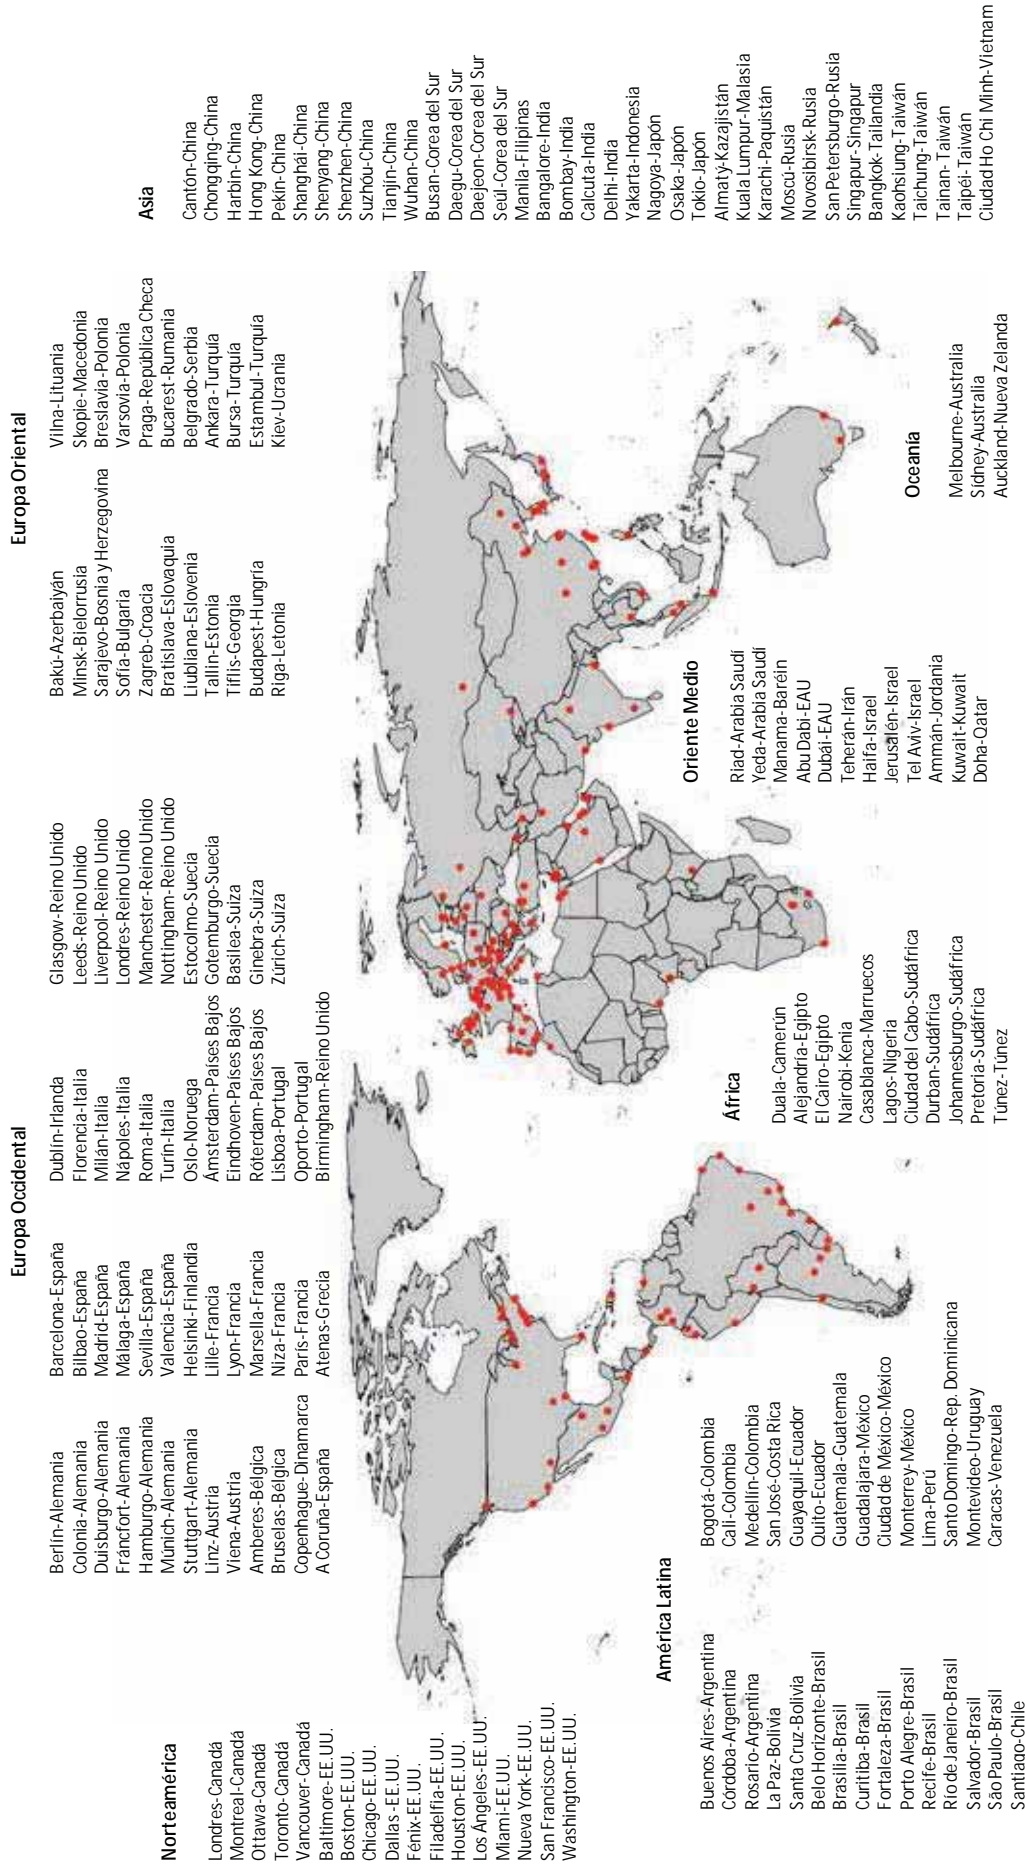 Norteamérica
Londres-Canadá
Montreal-Canadá
Ottawa-Canadá
Toronto-Canadá
Vancouver-Canadá
Baltimore-EE.UU.
Boston-EE.UU.
Chicago-EE.UU.
Dallas-EE.UU.
Fénix-EE.UU.
Filadelfia-EE.UU.
Houston-EE.UU.
Los Ángeles-EE.UU.
Miami-EE.UU.
Nueva York-EE.UU.
San Francisco-EE.UU.
Washington-EE.UU.
Europa Occidental
Berlín-Alemania
Colonia-Alemania
Duisburgo-Alemania
Fráncfort-Alemania
Hamburgo-Alemania
Múnich-Alemania
Stuttgart-Alemania
Linz-Austria
Viena-Austria
Amberes-Bélgica
Bruselas-Bélgica
Copenhague-Dinamarca
A Coruña-España
Barcelona-España
Bilbao-España
Madrid-España
Málaga-España
Sevilla-España
Valencia-España
Helsinki-Finlandia
Lille-Francia
Lyon-Francia
Marsella-Francia
Niza-Francia
París-Francia
Atenas-Grecia
Dublín-Irlanda
Florencia-Italia
Milán-Italia
Nápoles-Italia
Roma-Italia
Turín-Italia
Oslo-Noruega
Ámsterdam-Países Bajos
Eindhoven-Países Bajos
Róterdam-Países Bajos
Lisboa-Portugal
Oporto-Portugal
Birmingham-Reino Unido
Glasgow-Reino Unido
Leeds-Reino Unido
Liverpool-Reino Unido
Londres-Reino Unido
Manchester-Reino Unido
Nottingham-Reino Unido
Estocolmo-Suecia
Gotemburgo-Suecia
Basilea-Suiza
Ginebra-Suiza
Zúrich-Suiza
Europa Oriental
Bakú-Azerbaiyán
Minsk-Bielorrusia
Sarajevo-Bosnia y Herzegovina
Sofía-Bulgaria
Zagreb-Croacia
Bratislava-Eslovaquia
Liubliana-Eslovenia
Tallin-Estonia
Tiflis-Georgia
Budapest-Hungría
Riga-Letonia
Vilna-Lituania
Skopie-Macedonia
Breslavia-Polonia
Varsovia-Polonia
Praga-República Checa
Bucarest-Rumania
Belgrado-Serbia
Ankara-Turquía
Bursa-Turquía
Estambul-Turquía
Kiev-Ucrania
Asia
Cantón-China
Chongqing-China
Harbin-China
Hong Kong-China
Pekín-China
Shanghái-China
Shenyang-China
Shenzhen-China
Suzhóu-China
Tianjin-China
Wuhan-China
Busan-Corea del Sur
Daegu-Corea del Sur
Daejeon-Corea del Sur
Seúl-Corea del Sur
Manila-Filipinas
Bangalore-India
Bombay-India
Calcuta-India
Delhi-India
Yakarta-Indonesia
Nagoya-Japón
Osaka-Japón
Tokio-Japón
Almaty-Kazajistán
Kuala Lumpur-Malasia
Karachi-Paquistán
Moscú-Rusia
Novosibirsk-Rusia
San Petersburgo-Rusia
Singapur-Singapur
Bangkok-Tailandia
Kaohsiung-Taiwán
Taichung-Taiwán
Tainan-Taiwán
Taipéi-Taiwán
Ciudad Ho Chi Minh-Vietnam
América Latina
Buenos Aires-Argentina
Córdoba-Argentina
Rosario-Argentina
La Paz-Bolivia
Santa Cruz-Bolivia
Belo Horizonte-Brasil
Brasilia-Brasil
Curitiba-Brasil
Fortaleza-Brasil
Porto Alegre-Brasil
Recife-Brasil
Río de Janeiro-Brasil
Salvador-Brasil
São Paulo-Brasil
Santiago-Chile
Bogotá-Colombia
Cali-Colombia
Medellín-Colombia
San José-Costa Rica
Guayaquil-Ecuador
Quito-Ecuador
Guatemala-Guatemala
Guadalajara-México
Ciudad de México-México
Monterrey-México
Lima-Perú
Santo Domingo-Rep. Dominicana
Montevideo-Uruguay
Caracas-Venezuela
África
Duala-Camerún
Alejandría-Egipto
El Cairo-Egipto
Nairobi-Kenia
Casablanca-Marruecos
Lagos-Nigeria
Ciudad del Cabo-Sudáfrica
Durban-Sudáfrica
Johannesburgo-Sudáfrica
Pretoria-Sudáfrica
Túnez-Túnez
Oriente Medio
Riad-Arabia Saudí
Yeda-Arabia Saudí
Manama-Baréin
Abu Dabi-EAU
Dubái-EAU
Teherán-Irán
Haifa-Israel
Jerusalén-Israel
Tel Aviv-Israel
Ammán-Jordania
Kuwait-Kuwait
Doha-Qatar
Oceanía
Melbourne-Australia
Sídney-Australia
Auckland-Nueva Zelanda